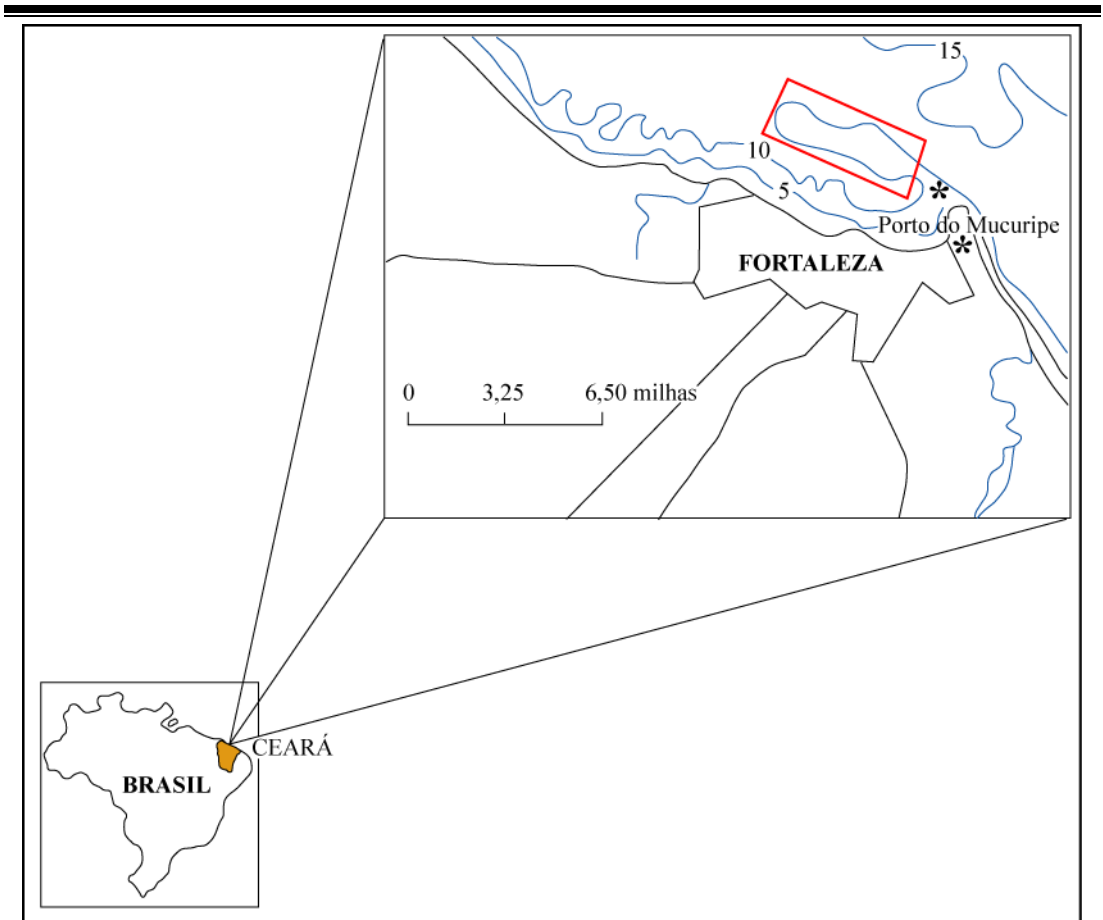 15
10
5
Porto do Mucuripe
FORTALEZA
0 3,25 6,50 milhas
CEARÁ
BRASIL